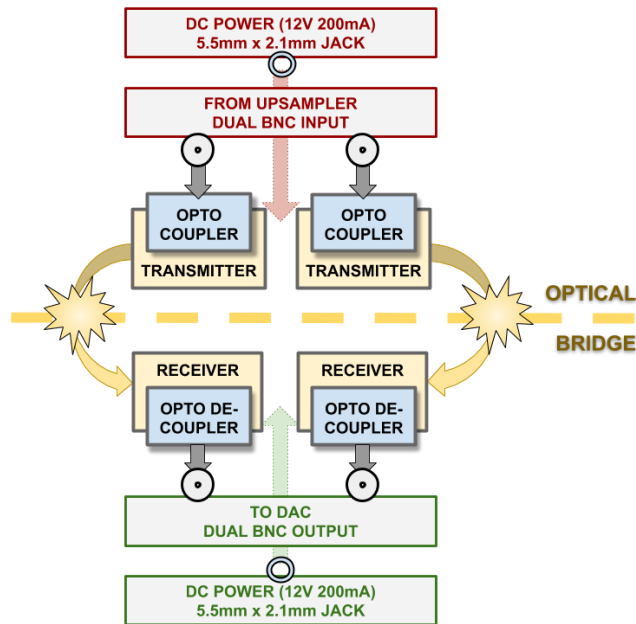 DC POWER (12V 200mA)
5.5mm x 2.1mm JACK
FROM UPSAMPLER
DUAL BNC INPUT
OPTO
COUPLER
TRANSMITTER
OPTO
COUPLER
TRANSMITTER
OPTICAL
BRIDGE
RECEIVER
OPTO DE-
COUPLER
RECEIVER
OPTO DE-
COUPLER
TO DAC
DUAL BNC OUTPUT
DC POWER (12V 200mA)
5.5mm x 2.1mm JACK